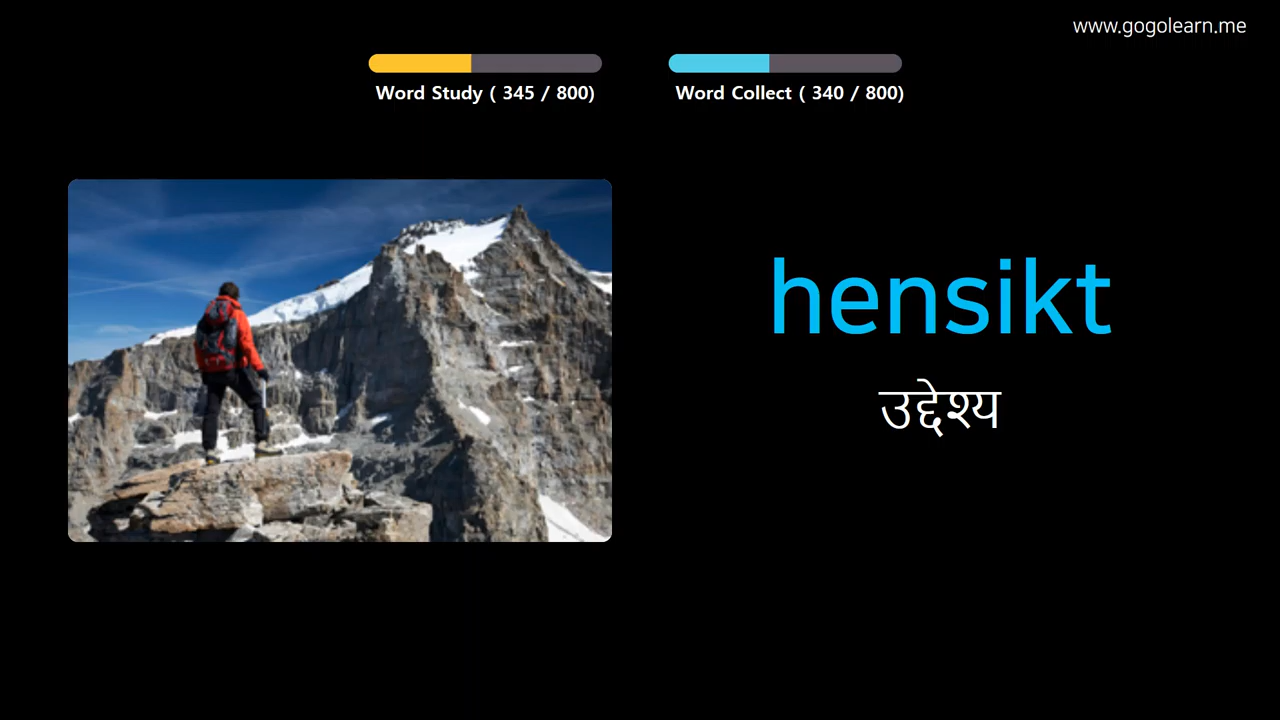 www.gogolearn.me
Word Study ( 345 / 800)
Word Collect ( 340 / 800)
hensikt
उद्देश्य